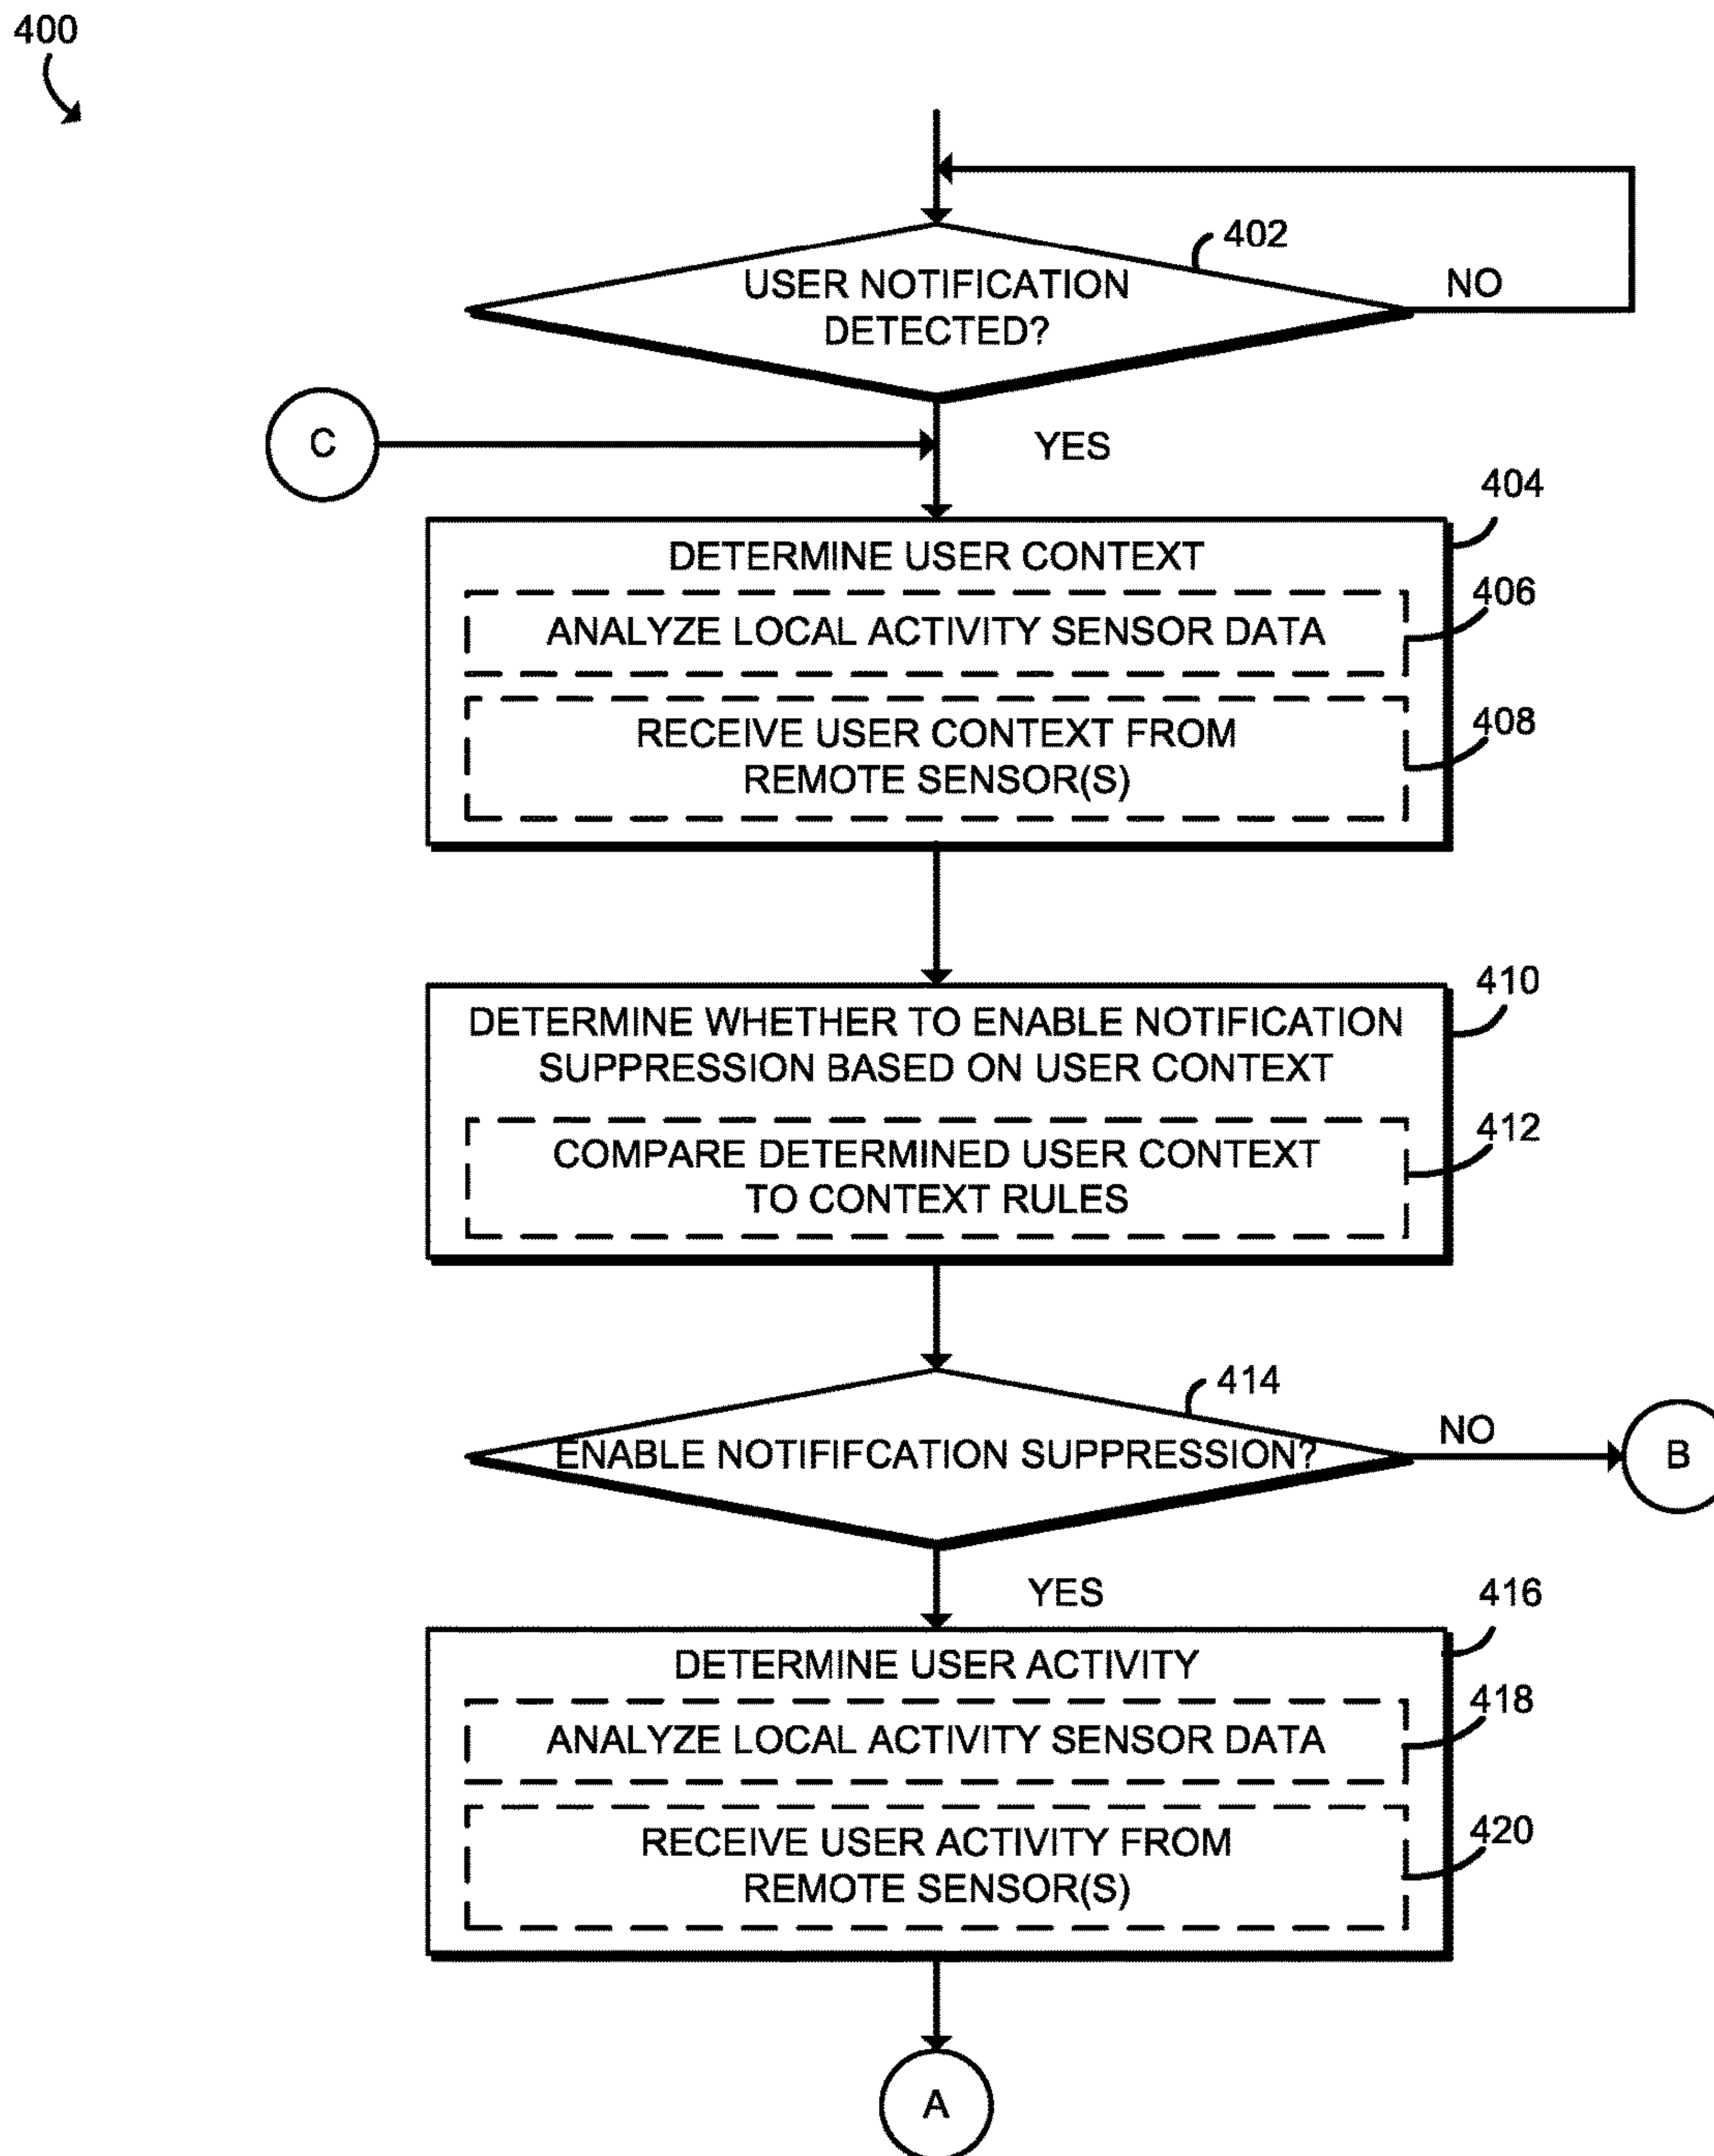 400
402
USER NOTIFICATION
DETECTED?
NO
C
YES
404
DETERMINE USER CONTEXT
406
ANALYZE LOCAL ACTIVITY SENSOR DATA
408
RECEIVE USER CONTEXT FROM
REMOTE SENSOR(S)
410
DETERMINE WHETHER TO ENABLE NOTIFICATION
SUPPRESSION BASED ON USER CONTEXT
412
COMPARE DETERMINED USER CONTEXT
TO CONTEXT RULES
414
ENABLE NOTIFIFCATION SUPPRESSION?
NO
B
YES
416
DETERMINE USER ACTIVITY
418
ANALYZE LOCAL ACTIVITY SENSOR DATA
420
RECEIVE USER ACTIVITY FROM
REMOTE SENSOR(S)
A